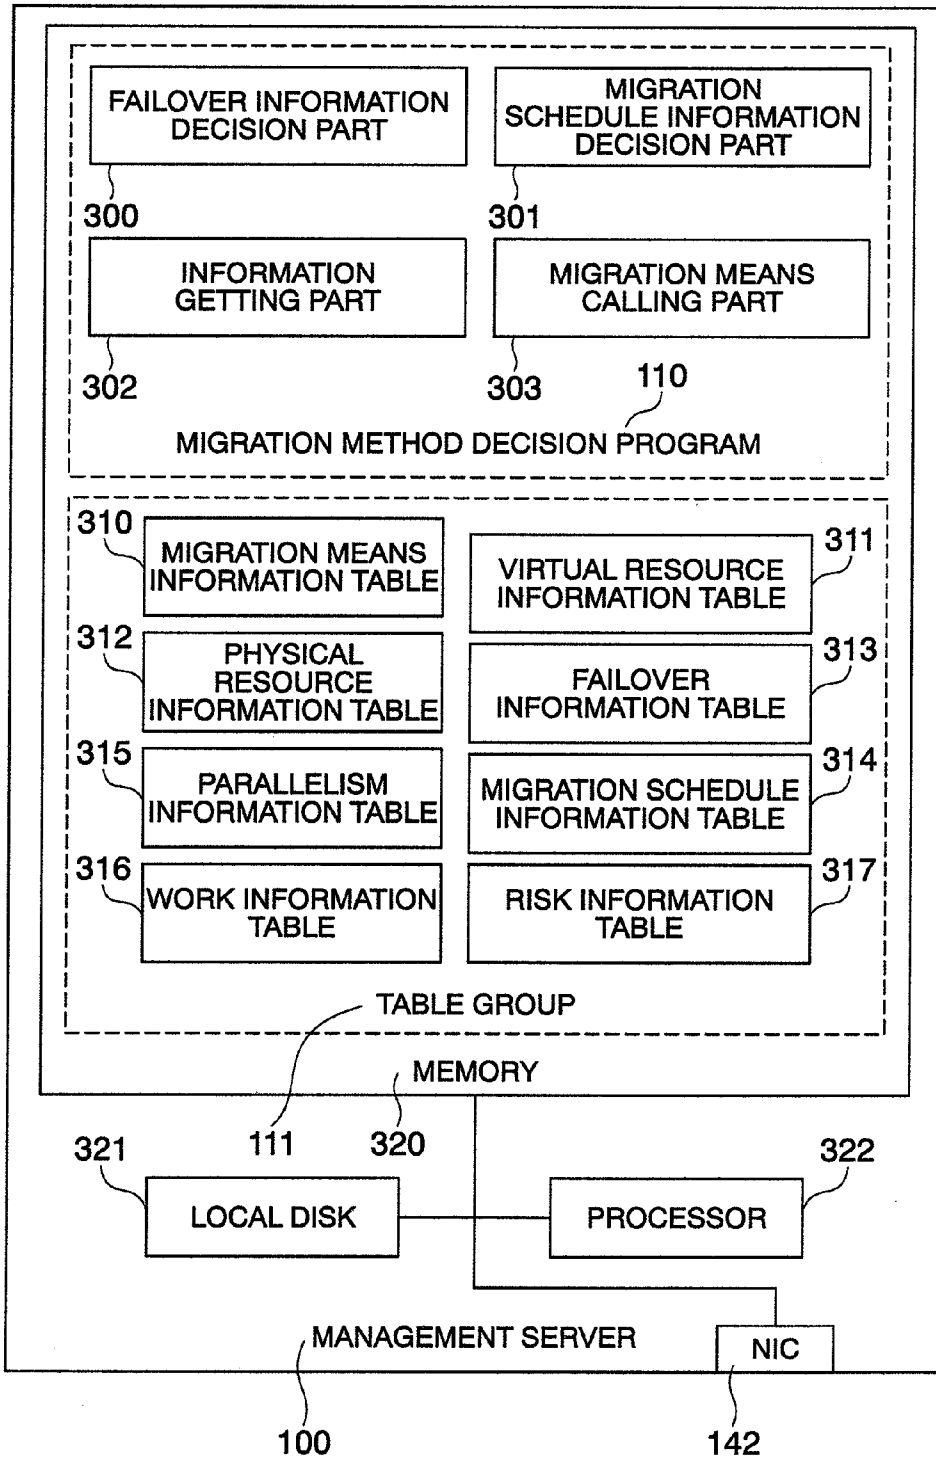 FAILOVER INFORMATION
DECISION PART
300
MIGRATION
SCHEDULE INFORMATION
DECISION PART
301
INFORMATION
GETTING PART
302
MIGRATION MEANS
CALLING PART
303
110
MIGRATION METHOD DECISION PROGRAM
310
MIGRATION MEANS
INFORMATION TABLE
311
VIRTUAL RESOURCE
INFORMATION TABLE
312
PHYSICAL
RESOURCE
INFORMATION TABLE
313
FAILOVER
INFORMATION TABLE
315
PARALLELISM
INFORMATION TABLE
314
MIGRATION SCHEDULE
INFORMATION TABLE
316
WORK INFORMATION
TABLE
317
RISK INFORMATION
TABLE
TABLE GROUP
111
MEMORY
320
321
LOCAL DISK
322
PROCESSOR
MANAGEMENT SERVER
100
NIC
142